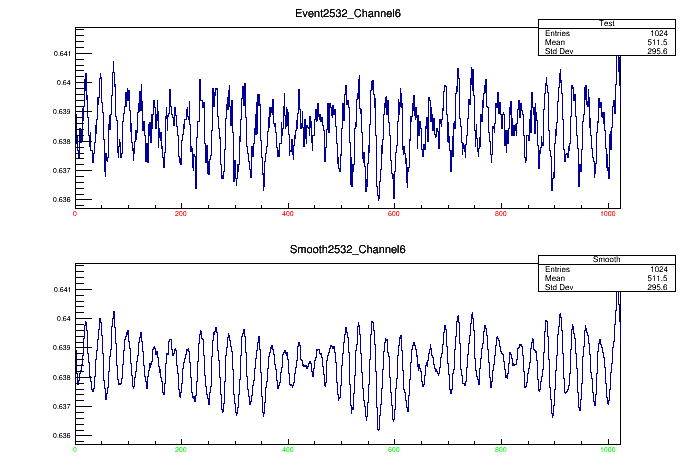 Event2532_Channel6
Test
Entries 1024
Mean 511.5
Std Dev 295.6
0.641
0.64
0.639
0.638
0.637
0.636
0 200 400 600 800 1000
Smooth2532_Channel6
Smooth
Entries 1024
Mean 511.5
Std Dev 295.6
0.641
0.64
0.639
0.638
0.637
0.636
0 200 400 600 800 1000